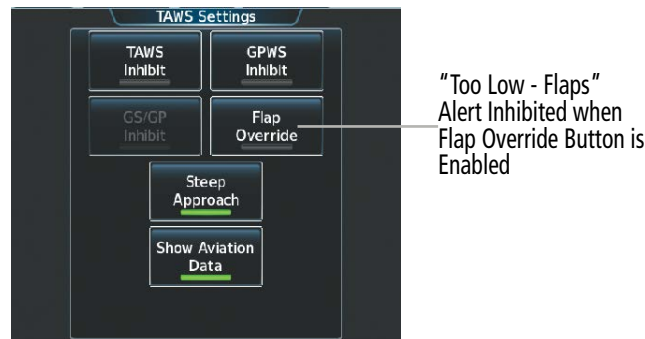 TAWS Settings
TAWS
Inhibit
GPWS
Inhibit
GS/GP
Inhibit
Flap
Override
Steep
Approach
Show Aviation
Data
“Too Low - Flaps”
Alert Inhibited when
Flap Override Button is
Enabled